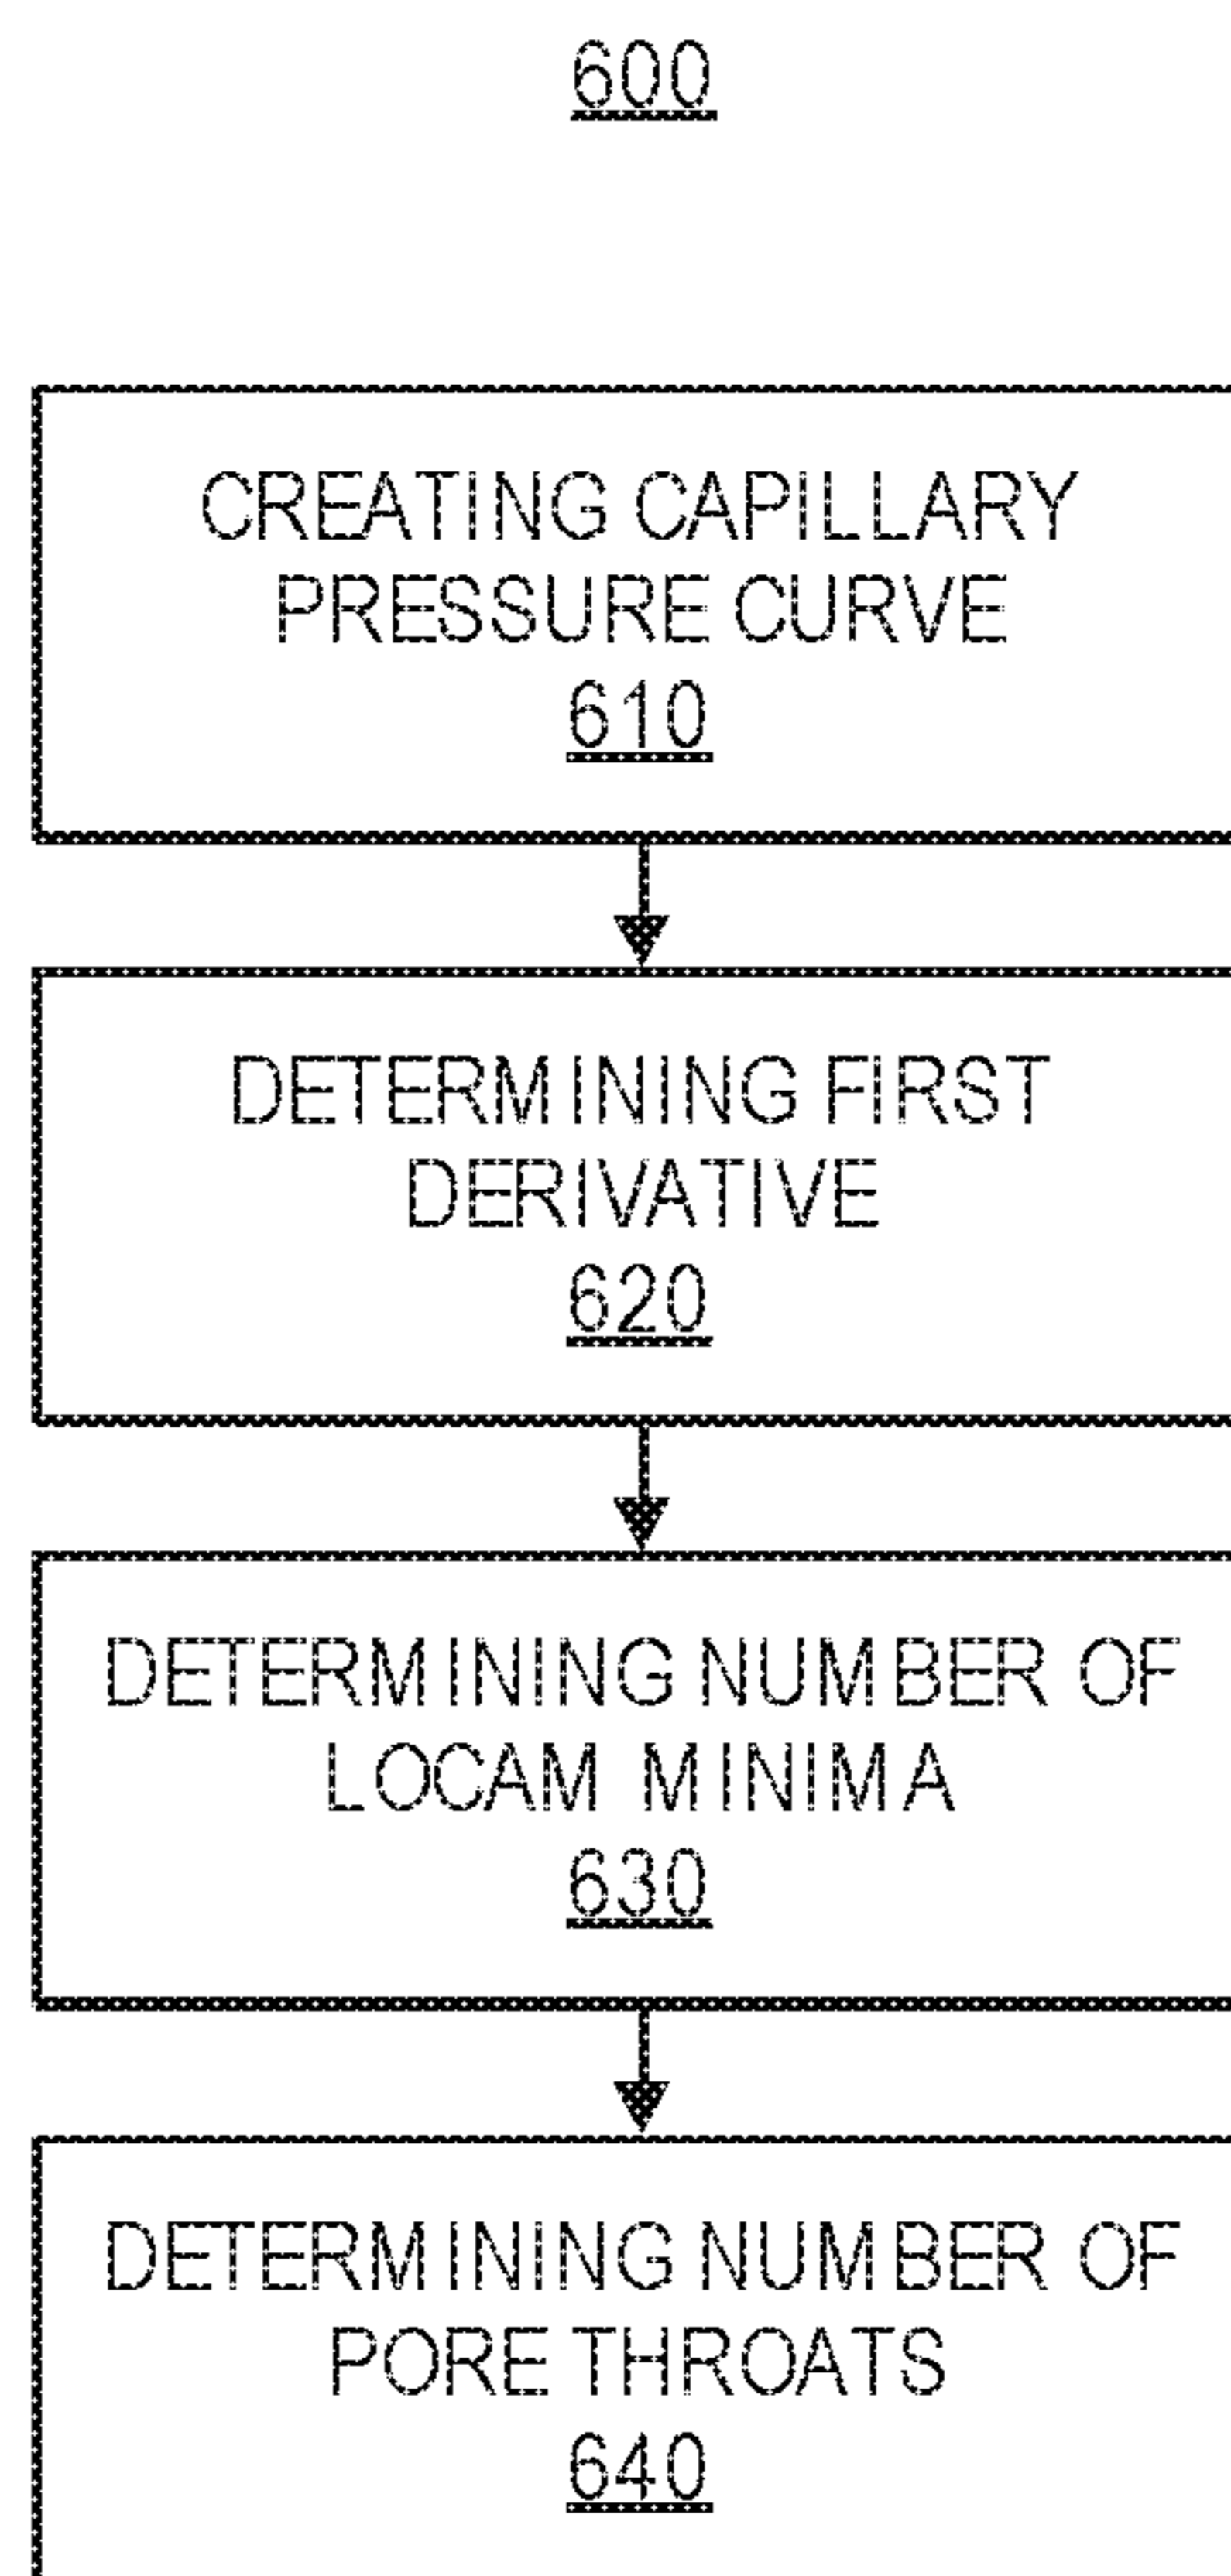 600
CREATING CAPILLARY
PRESSURE CURVE
610
DETERMINING FIRST
DERIVATIVE
620
DETERMINING NUMBER OF
LOCAM MINIMA
630
DETERMINING NUMBER OF
PORE THROATS
640